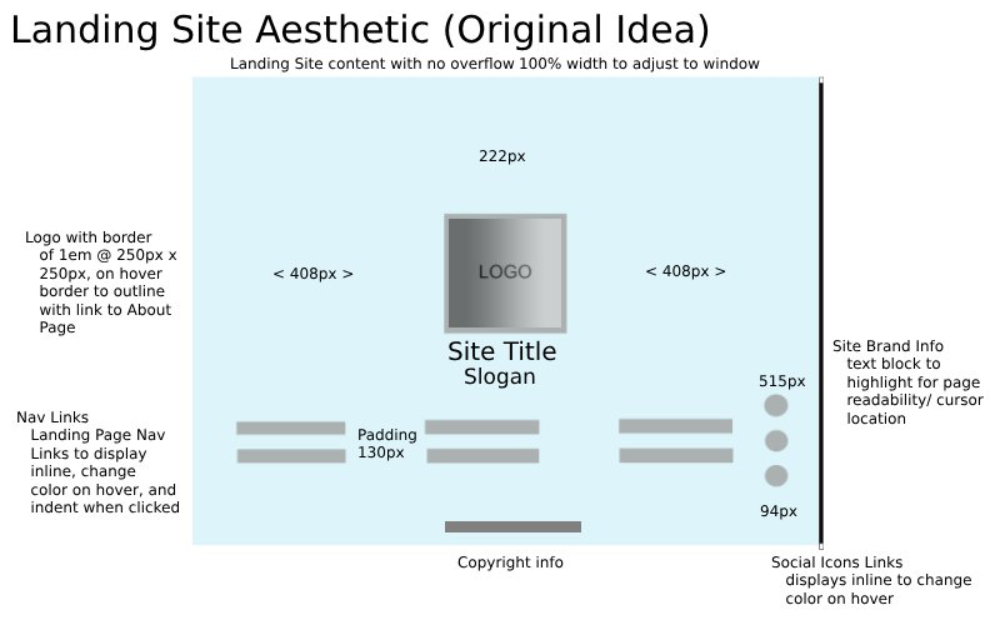 Landing Site Aesthetic (Original Idea)
Landing Site content with no overflow 100% width to adjust to window
222px
Logo with border
of 1em @ 250px x
250px, on hover
border to outline
with link to About
Page
< 408px >
LOGO
< 408px >
Site Title
Slogan
Site Brand Info
text block to
highlight for page
readability/ cursor
location
515px
Nav Links
Landing Page Nav
Links to display
inline, change
color on hover, and
indent when clicked
Padding
130px
94px
Copyright info
Social Icons Links
displays inline to change
color on hover